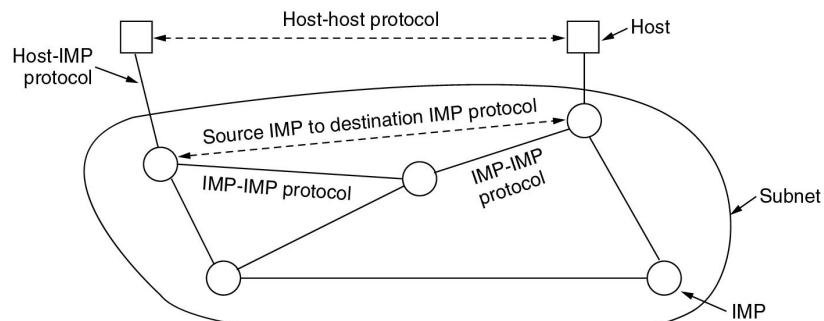 Host-host protocol
Host
Host-IMP
protocol
Source IMP to destination IMP protocol
IMP-IMP protocol
IMP-IMP
protocol
Subnet
IMP